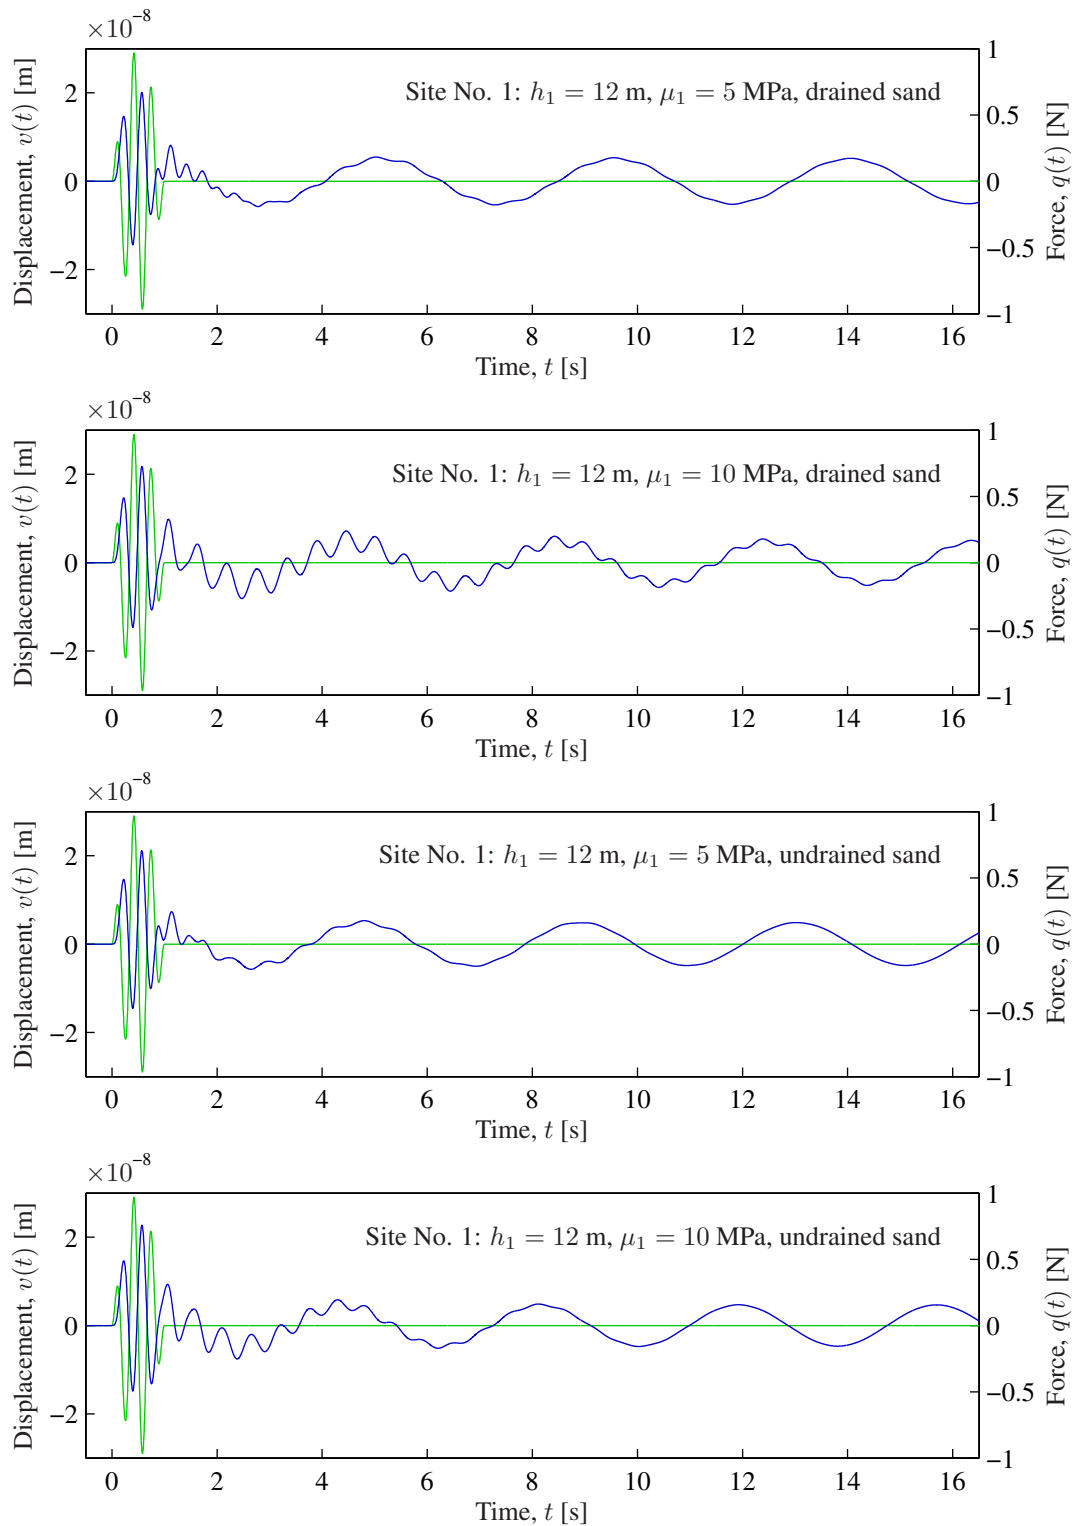 ×10⁻⁸
Displacement, v(t) [m]
2
0
−2
Site No. 1: h₁ = 12 m, μ₁ = 5 MPa, drained sand
1
0.5
0
−0.5
−1
Force, q(t) [N]
0 2 4 6 8 10 12 14 16
Time, t [s]
×10⁻⁸
Displacement, v(t) [m]
2
0
−2
Site No. 1: h₁ = 12 m, μ₁ = 10 MPa, drained sand
1
0.5
0
−0.5
−1
Force, q(t) [N]
0 2 4 6 8 10 12 14 16
Time, t [s]
×10⁻⁸
Displacement, v(t) [m]
2
0
−2
Site No. 1: h₁ = 12 m, μ₁ = 5 MPa, undrained sand
1
0.5
0
−0.5
−1
Force, q(t) [N]
0 2 4 6 8 10 12 14 16
Time, t [s]
×10⁻⁸
Displacement, v(t) [m]
2
0
−2
Site No. 1: h₁ = 12 m, μ₁ = 10 MPa, undrained sand
1
0.5
0
−0.5
−1
Force, q(t) [N]
0 2 4 6 8 10 12 14 16
Time, t [s]